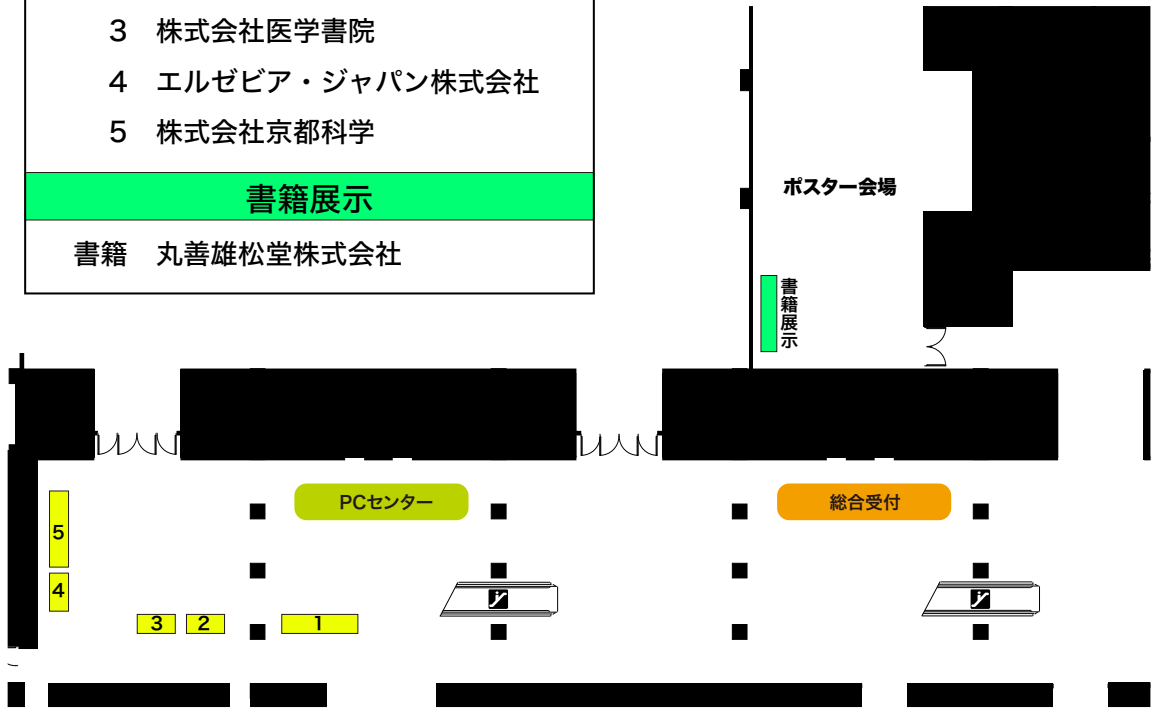 3 株式会社医学書院
4 エルゼビア・ジャパン株式会社
5 株式会社京都科学
書籍展示
書籍 丸善雄松堂株式会社
ポスター会場
書籍展示
PCセンター
総合受付
5
4
3
2
1